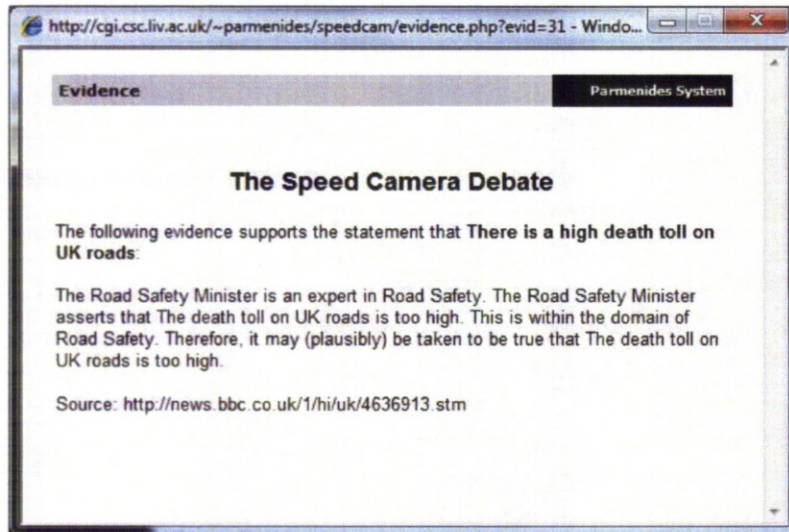 http://cgi.csc.liv.ac.uk/~parmenides/speedcam/evidence.php?evid=31 - Windo...
Evidence Parmenides System
The Speed Camera Debate
The following evidence supports the statement that There is a high death toll on
UK roads:
The Road Safety Minister is an expert in Road Safety. The Road Safety Minister
asserts that The death toll on UK roads is too high. This is within the domain of
Road Safety. Therefore, it may (plausibly) be taken to be true that The death toll on
UK roads is too high.
Source: http://news.bbc.co.uk/1/hi/uk/4636913.stm